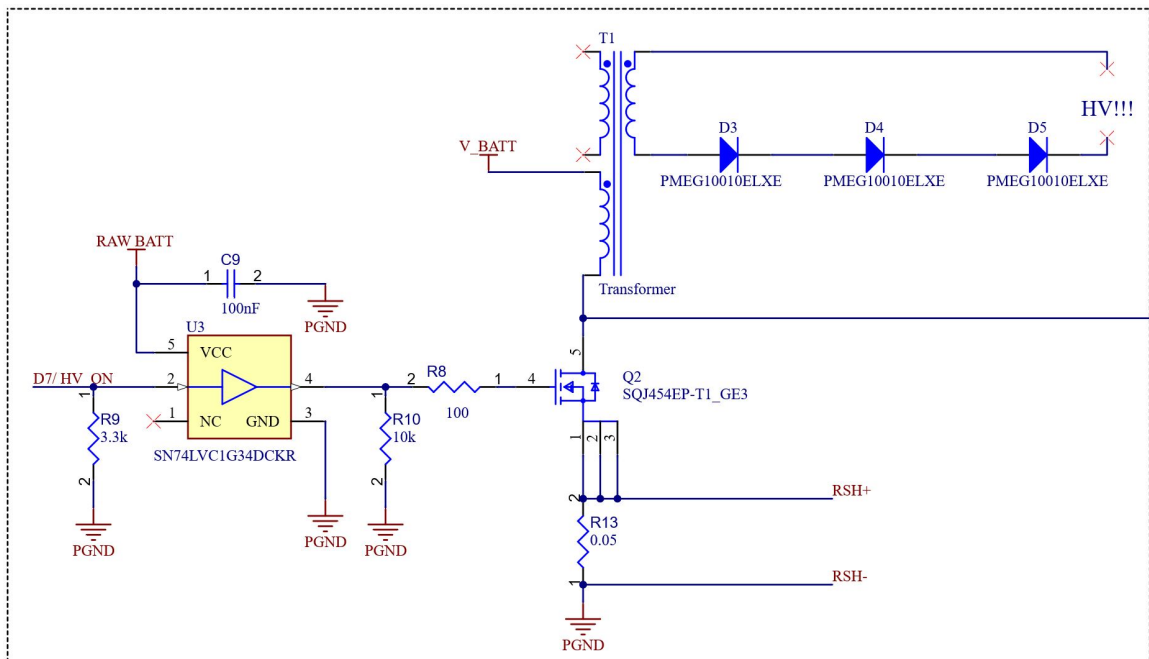 T1
HV!!!
D3
D4
D5
V_BATT
PMEG10010ELXE
PMEG10010ELXE
PMEG10010ELXE
RAW BATT
C9
1
2
100nF
Transformer
PGND
U3
5
VCC
5
D7/ HV_ON
2
4
2
R8
1
4
Q2
SQJ454EP-T1_GE3
100
1
R9
3.3k
1
NC
GND
3
1
R10
10k
SN74LVC1G34DCKR
1
2
3
2
2
RSH+
2
R13
0.05
PGND
PGND
PGND
1
RSH-
PGND